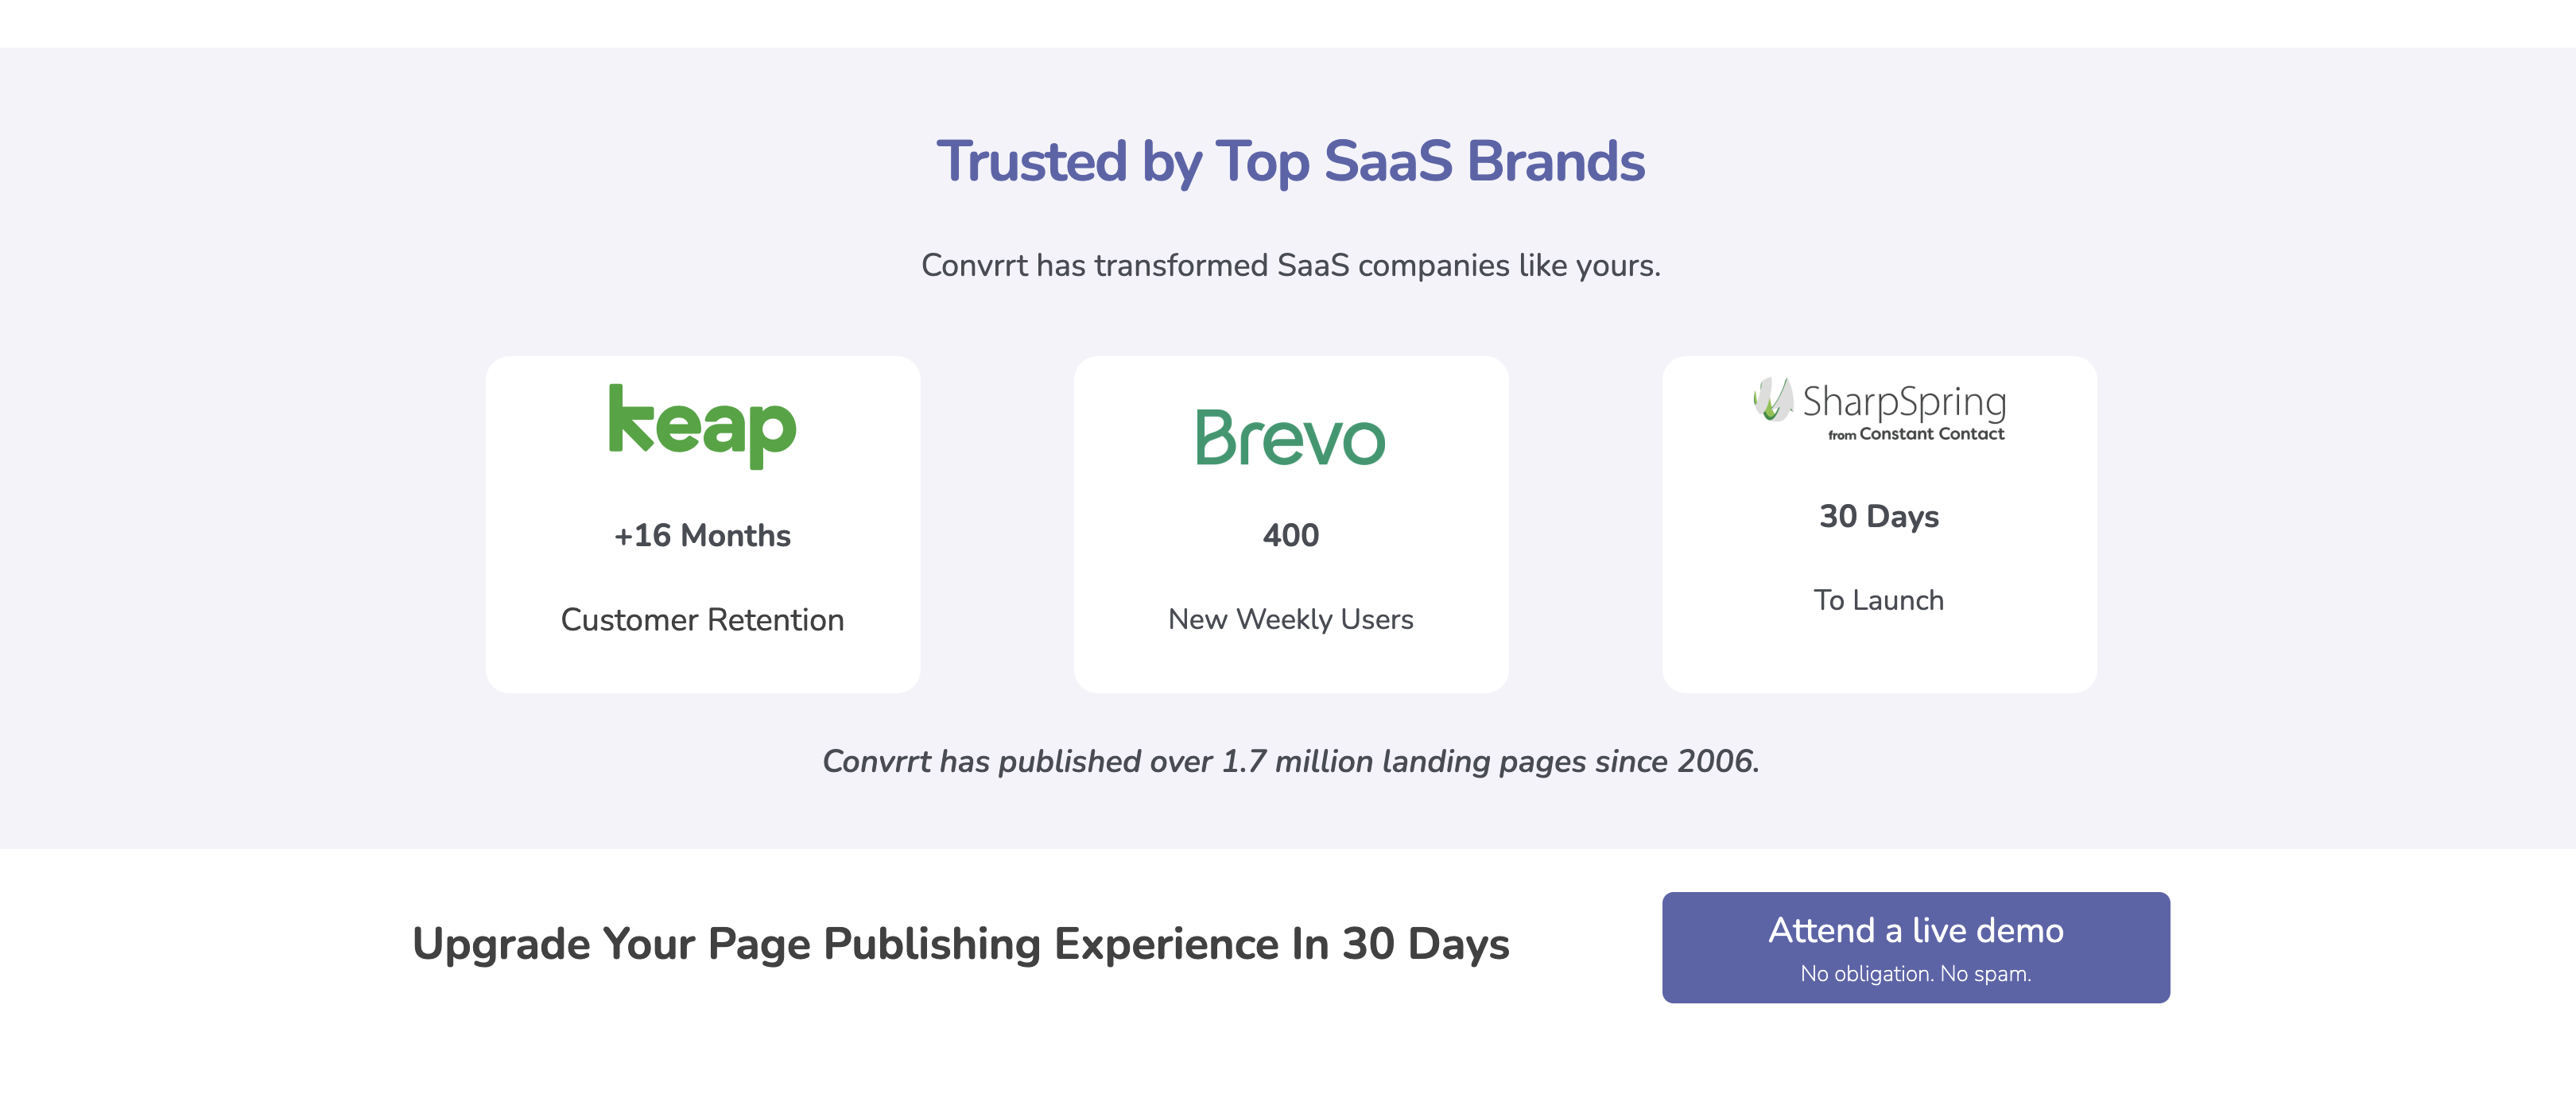 Trusted by Top SaaS Brands
Convrrt has transformed SaaS companies like yours.
keap
+16 Months
Customer Retention
Brevo
400
New Weekly Users
SharpSpring
from Constant Contact
30 Days
To Launch
Convrrt has published over 1.7 million landing pages since 2006.
Upgrade Your Page Publishing Experience In 30 Days
Attend a live demo
No obligation. No spam.